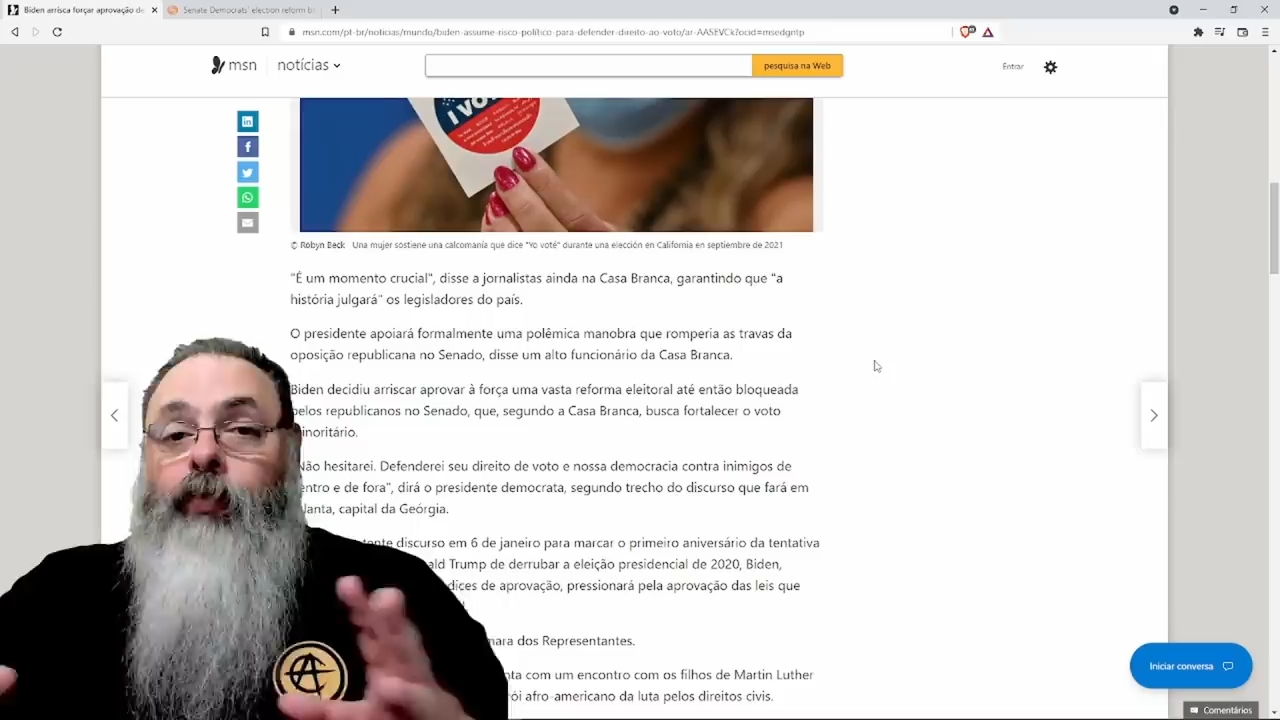 Biden arrisca forçar aprovação de
Senate Democrats' election reform b
msn.com/pt-br/noticias/mundo/biden-assume-risco-político-para-defender-direito-ao-voto/ar-AASEVCk?ocid=msedgntp
msn notícias
pesquisa na Web
Entrar
I VOTE
© Robyn Beck Una mujer sostiene una calcomanía que dice "Yo voté" durante una elección en California en septiembre de 2021
"É um momento crucial", disse a jornalistas ainda na Casa Branca, garantindo que "a
história julgará" os legisladores do país.
O presidente apoiará formalmente uma polêmica manobra que romperia as travas da
oposição republicana no Senado, disse um alto funcionário da Casa Branca.
Biden decidiu arriscar aprovar à força uma vasta reforma eleitoral até então bloqueada
pelos republicanos no Senado, que, segundo a Casa Branca, busca fortalecer o voto
inoritário.
Não hesitarei. Defenderei seu direito de voto e nossa democracia contra inimigos de
entro e de fora", dirá o presidente democrata, segundo trecho do discurso que fará em
lanta, capital da Geórgia.
tente discurso em 6 de janeiro para marcar o primeiro aniversário da tentativa
ald Trump de derrubar a eleição presidencial de 2020, Biden,
dices de aprovação, pressionará pela aprovação das leis que
mara dos Representantes.
nta com um encontro com os filhos de Martin Luther
rói afro-americano da luta pelos direitos civis.
Iniciar conversa
Comentários